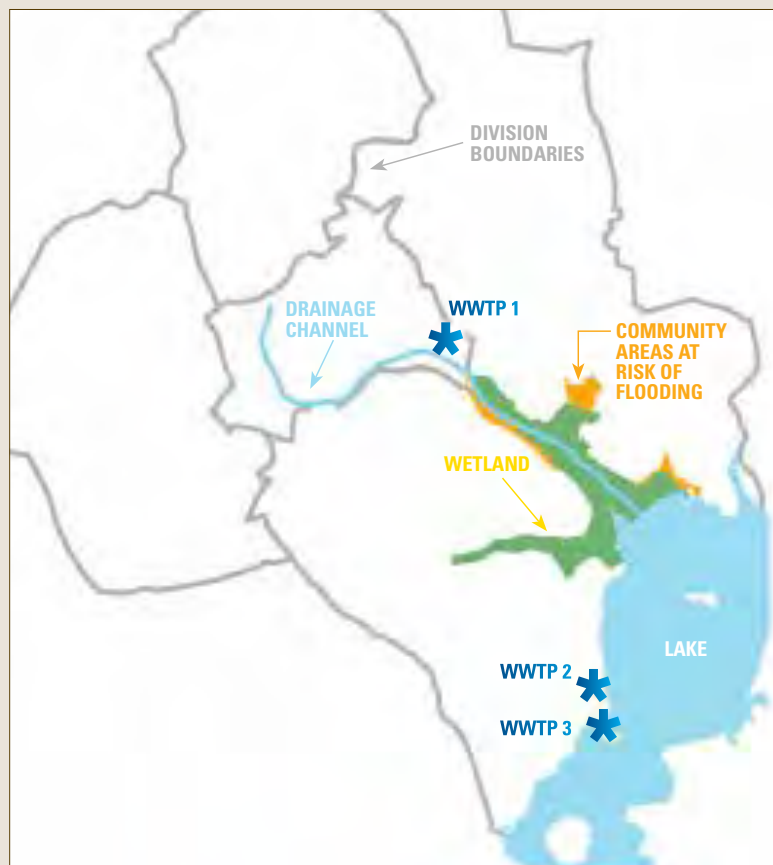 DIVISION
BOUNDARIES
DRAINAGE
CHANNEL
WWTP 1
COMMUNITY
AREAS AT
RISK OF
FLOODING
WETLAND
LAKE
WWTP 2
WWTP 3